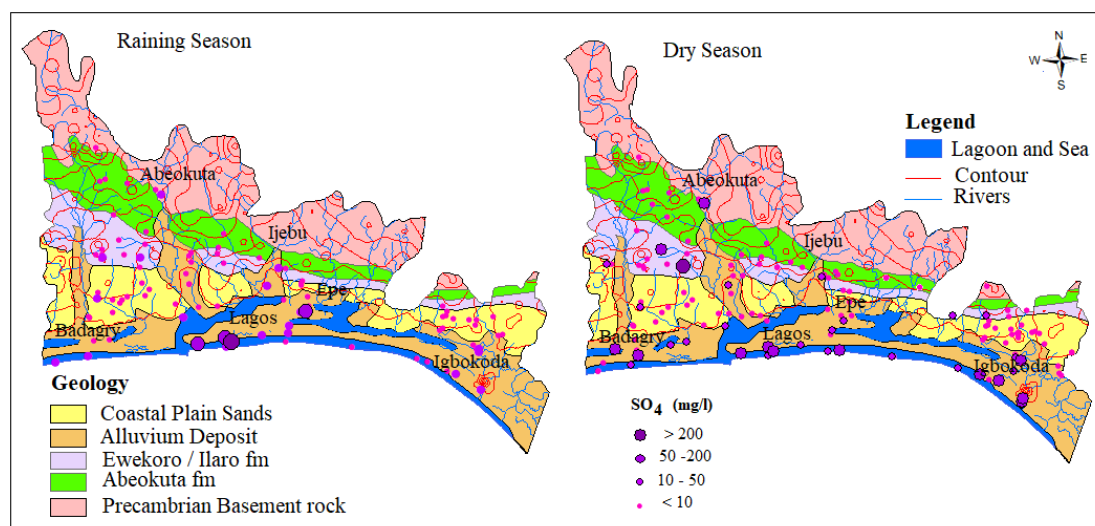 Raining Season
Dry Season
N
W E
S
Abeokuta
Ijebu
Epe
Lagos
Badagry
Igbokoda
Abeokuta
Ijebu
Epe
Lagos
Badagry
Igbokoda
Legend
Lagoon and Sea
Contour
Rivers
Geology
Coastal Plain Sands
Alluvium Deposit
Ewekoro / Ilaro fm
Abeokuta fm
Precambrian Basement rock
SO4 (mg/l)
> 200
50 -200
10 - 50
< 10